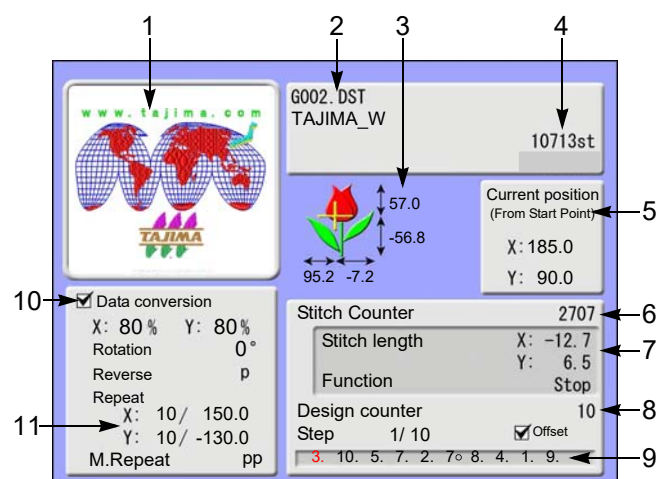 1
2
3
4
www.tajima.com
TAJIMA
G002.DST
TAJIMA_W
10713st
57.0
-56.8
95.2 -7.2
Current position
(From Start Point)
5
X:185.0
Y: 90.0
10
Data conversion
X: 80% Y: 80%
Rotation 0°
Reverse p
Repeat
11
X: 10/ 150.0
Y: 10/ -130.0
M.Repeat pp
Stitch Counter 2707
6
Stitch length X: -12.7
7
Y: 6.5
Function Stop
Design counter 10
8
Step 1/ 10 Offset
3. 10. 5. 7. 2. 7○ 8. 4. 1. 9.
9